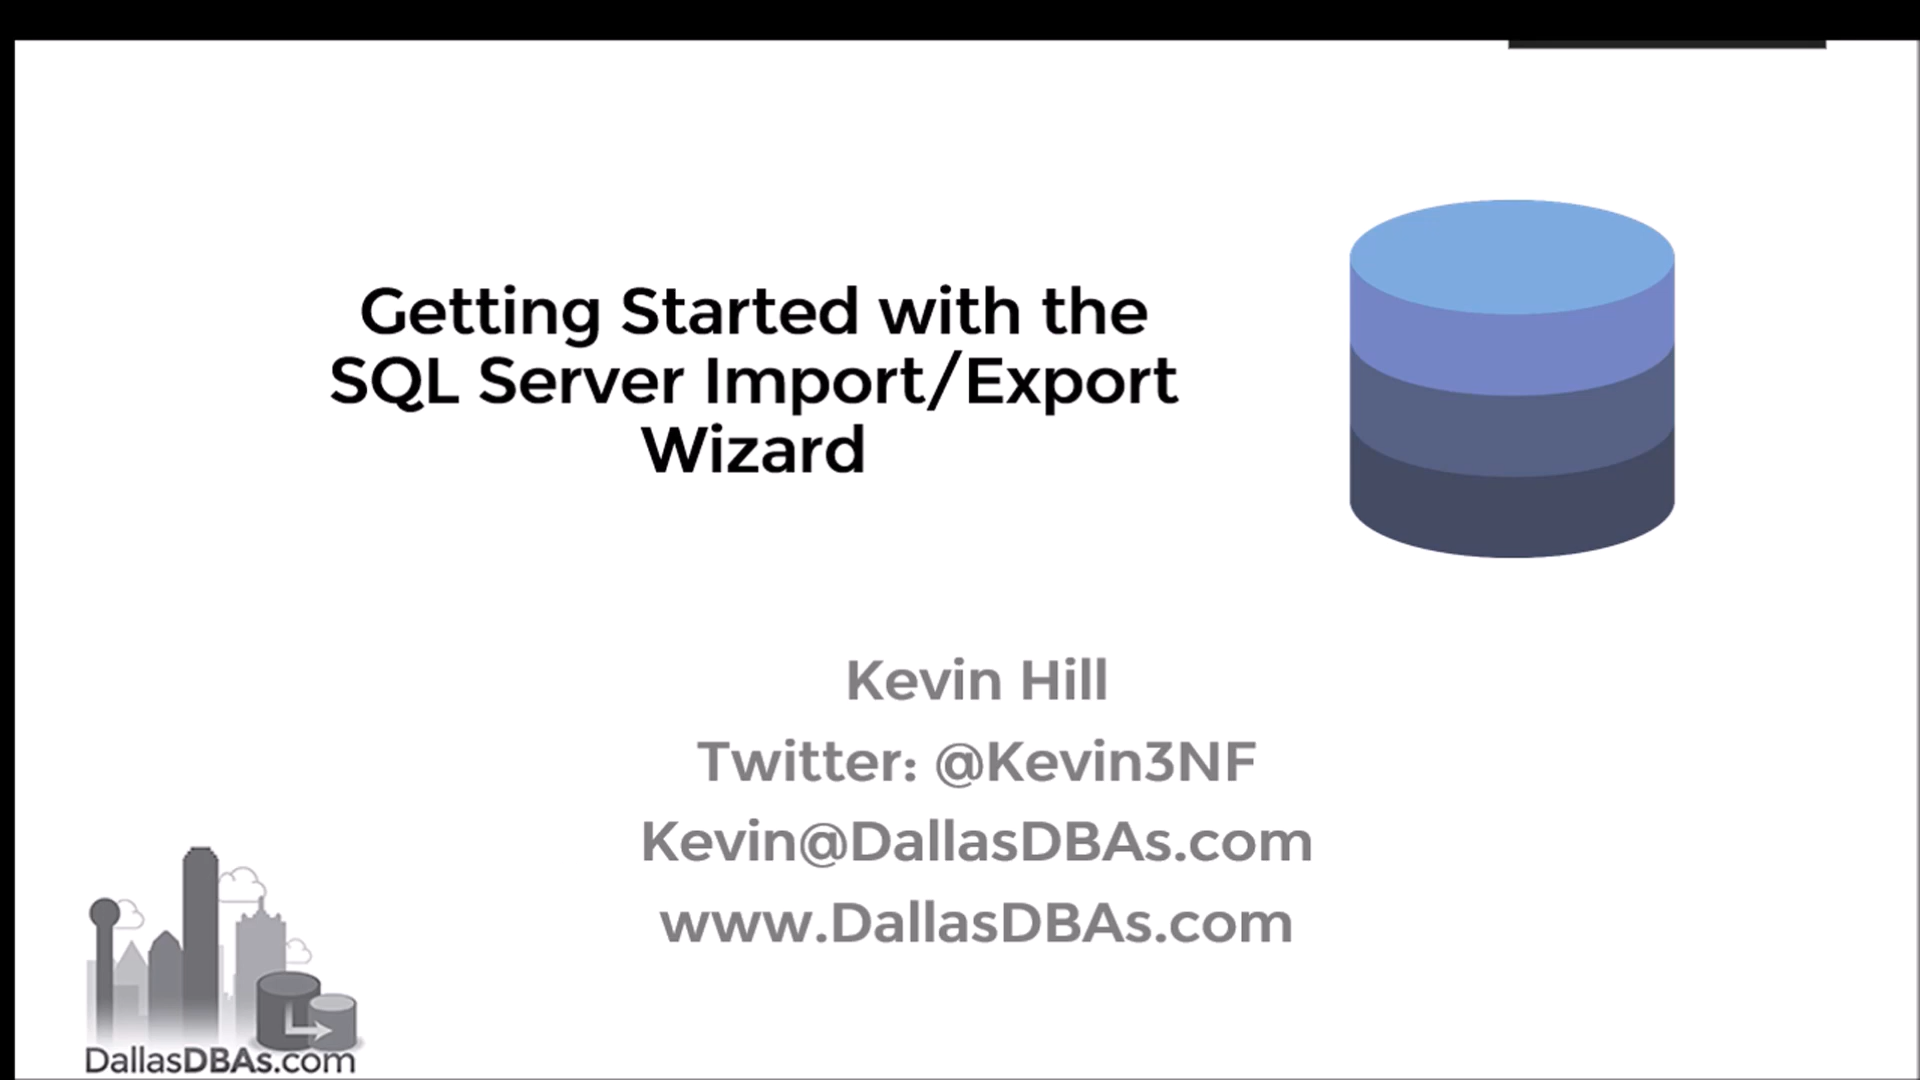 Getting Started with the
SQL Server Import/Export
Wizard
Kevin Hill
Twitter: @Kevin3NF
Kevin@DallasDBAs.com
www.DallasDBAs.com
DallasDBAs.com